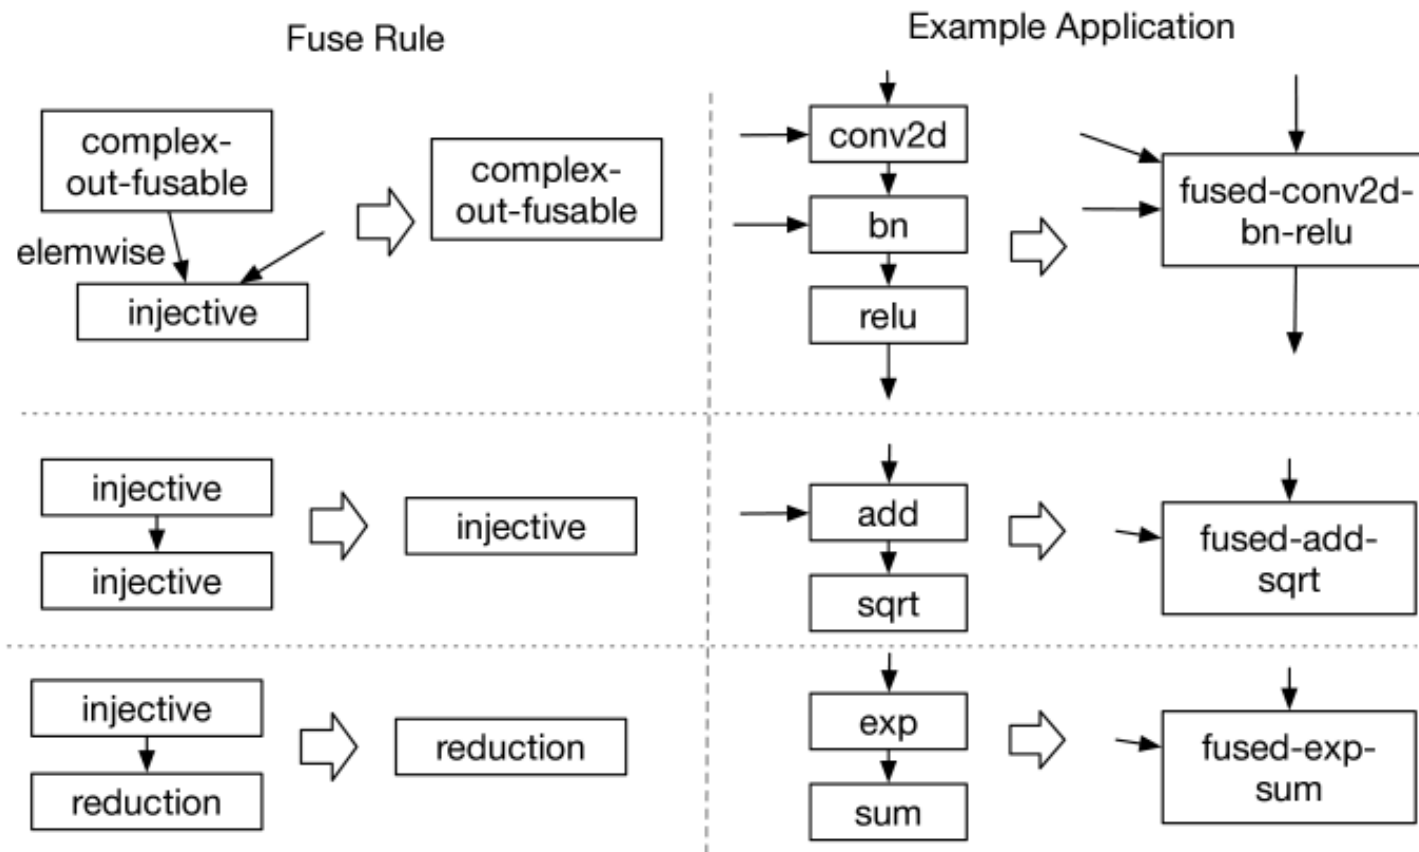 Fuse Rule
Example Application
complex-
out-fusable
elemwise
injective
complex-
out-fusable
conv2d
bn
relu
fused-conv2d-
bn-relu
injective
injective
injective
add
sqrt
fused-add-
sqrt
injective
reduction
reduction
exp
sum
fused-exp-
sum